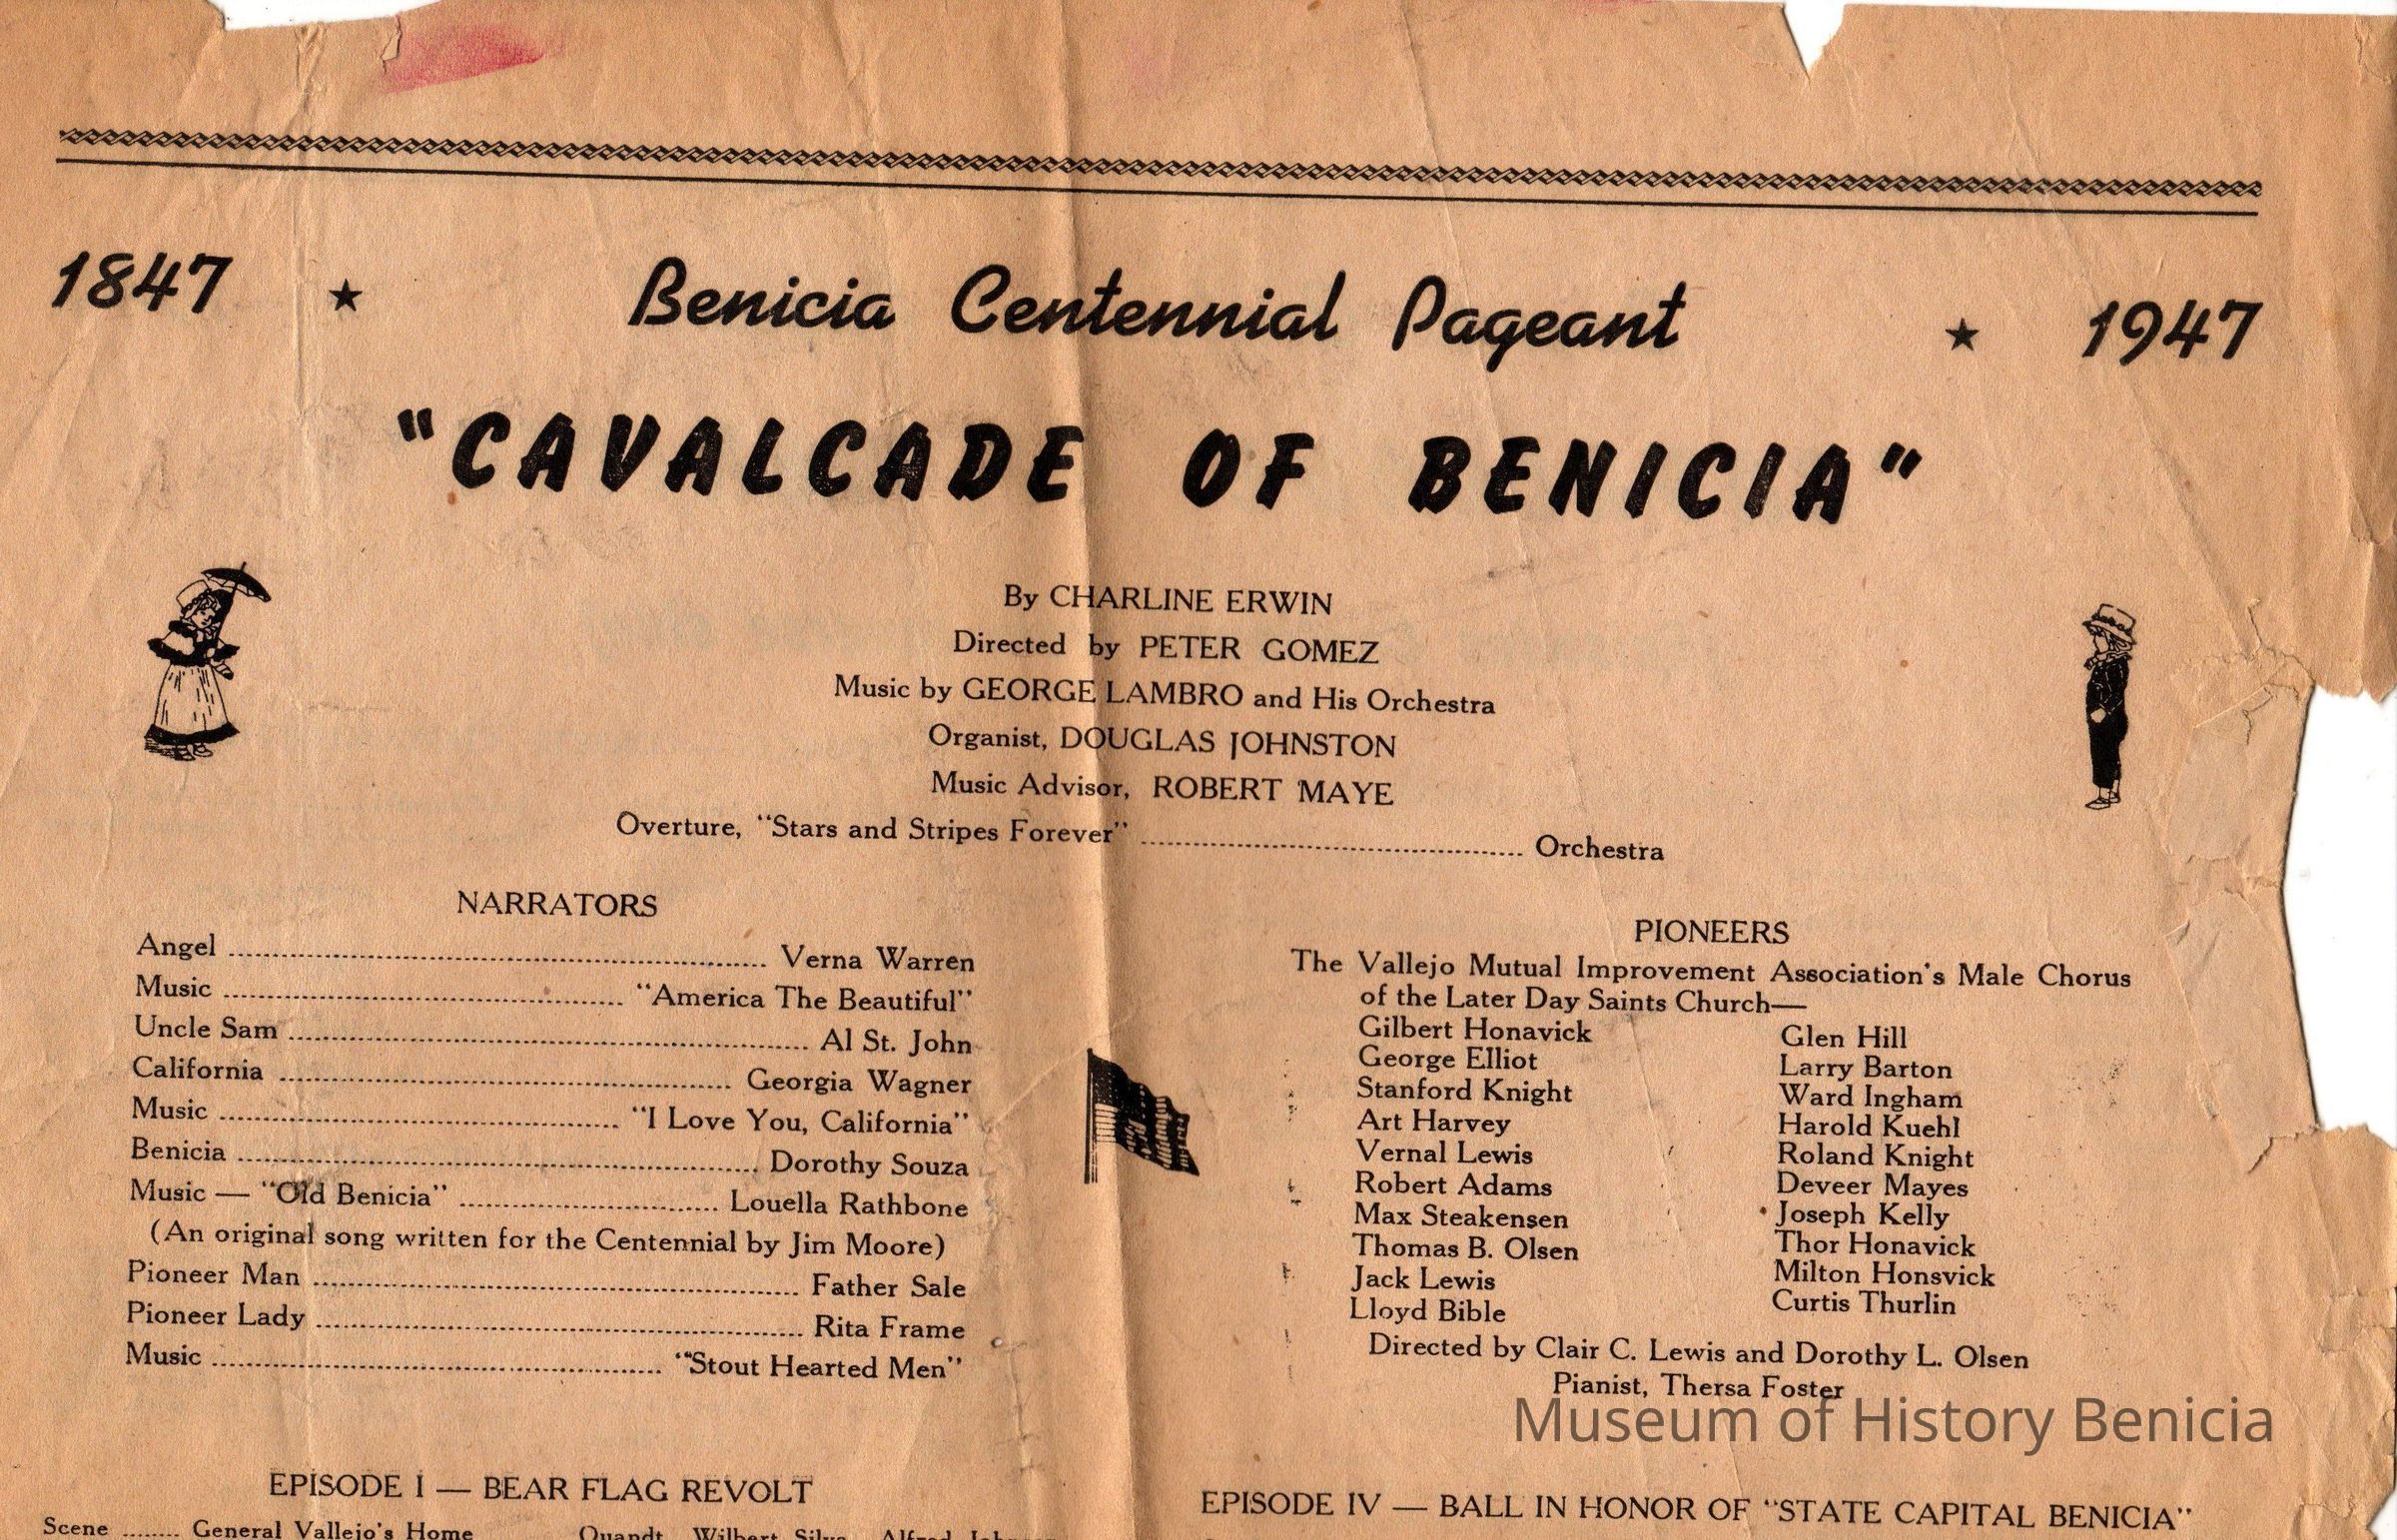 1847 ★ Benicia Centennial Pageant ★ 1947
"CAVALCADE OF BENICIA"
By CHARLINE ERWIN
Directed by PETER GOMEZ
Music by GEORGE LAMBRO and His Orchestra
Organist, DOUGLAS JOHNSTON
Music Advisor, ROBERT MAYE
Overture, "Stars and Stripes Forever" ........ Orchestra
NARRATORS
Angel ........ Verna Warren
Music ........ "America The Beautiful"
Uncle Sam ........ Al St. John
California ........ Georgia Wagner
Music ........ "I Love You, California"
Benicia ........ Dorothy Souza
Music — "Old Benicia" ........ Louella Rathbone
(An original song written for the Centennial by Jim Moore)
Pioneer Man ........ Father Sale
Pioneer Lady ........ Rita Frame
Music ........ "Stout Hearted Men"
EPISODE I — BEAR FLAG REVOLT
Scene ........ General Vallejo's Home
Quandt, Wilbert Silva, Alfred
PIONEERS
The Vallejo Mutual Improvement Association's Male Chorus
of the Later Day Saints Church—
Gilbert Honavick
George Elliot
Stanford Knight
Art Harvey
Vernal Lewis
Robert Adams
Max Steakensen
Thomas B. Olsen
Jack Lewis
Lloyd Bible
Glen Hill
Larry Barton
Ward Ingham
Harold Kuehl
Roland Knight
Deveer Mayes
Joseph Kelly
Thor Honavick
Milton Honsvick
Curtis Thurlin
Directed by Clair C. Lewis and Dorothy L. Olsen
Pianist, Thersa Foster
Museum of History Benicia
EPISODE IV — BALL IN HONOR OF "STATE CAPITAL BENICIA"